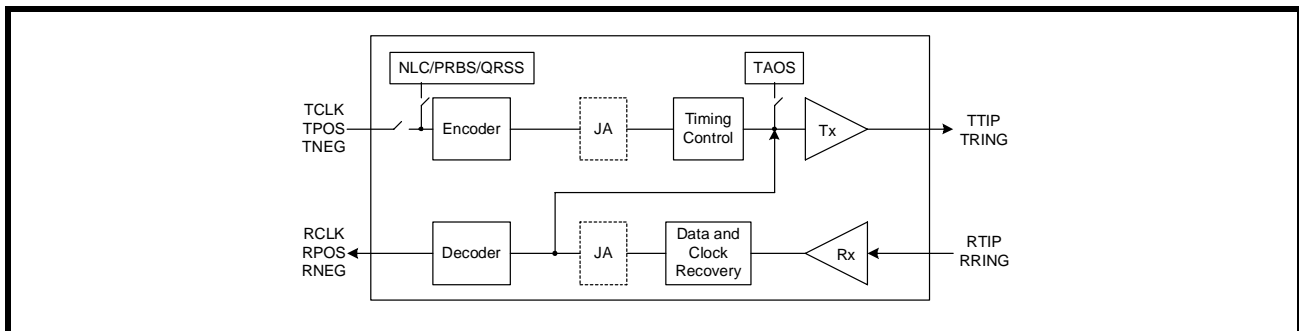 NLC/PRBS/QRSS
TAOS
TCLK
TPOS
TNEG
Encoder
JA
Timing
Control
Tx
TTIP
TRING
RCLK
RPOS
RNEG
Decoder
JA
Data and
Clock
Recovery
Rx
RTIP
RRING